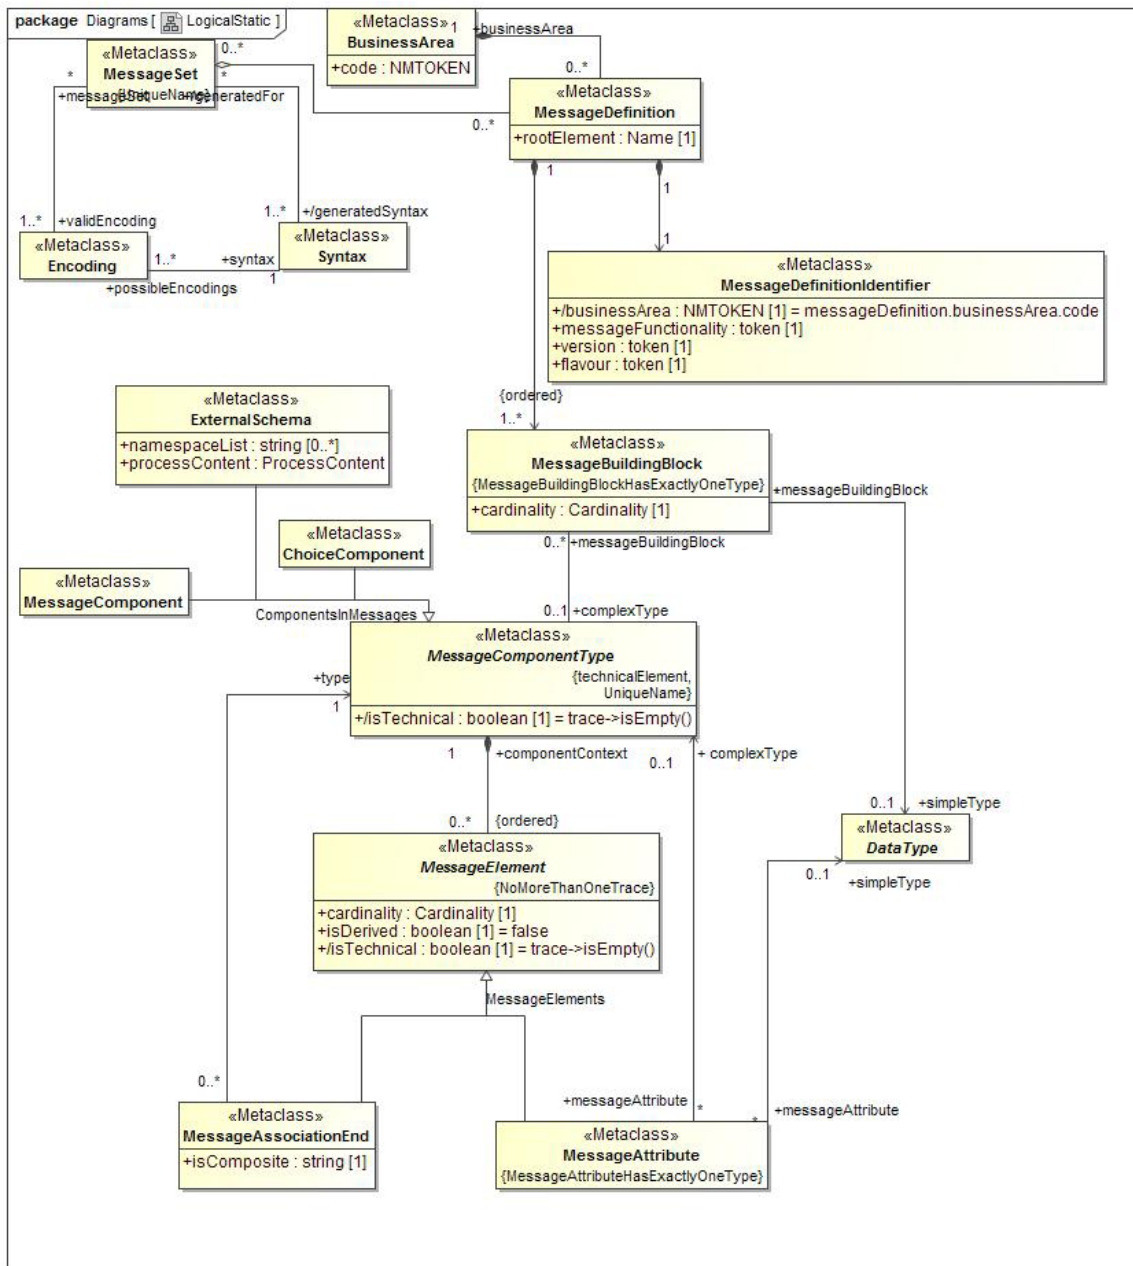 package Diagrams [ LogicalStatic ]
«Metaclass»
MessageSet
{UniqueName}
0..*
*
*
+messageSet
+/generatedFor
«Metaclass»
BusinessArea
+code : NMTOKEN
1
+businessArea
0..*
«Metaclass»
MessageDefinition
+rootElement : Name [1]
0..*
1
1
1..*
+validEncoding
1..*
+/generatedSyntax
«Metaclass»
Encoding
1..*
+syntax
+possibleEncodings
1
«Metaclass»
Syntax
1
«Metaclass»
MessageDefinitionIdentifier
+/businessArea : NMTOKEN [1] = messageDefinition.businessArea.code
+messageFunctionality : token [1]
+version : token [1]
+flavour : token [1]
{ordered}
1..*
«Metaclass»
ExternalSchema
+namespaceList : string [0..*]
+processContent : ProcessContent
«Metaclass»
MessageBuildingBlock
{MessageBuildingBlockHasExactlyOneType}
+cardinality : Cardinality [1]
+messageBuildingBlock
0..* +messageBuildingBlock
«Metaclass»
ChoiceComponent
«Metaclass»
MessageComponent
ComponentsInMessages
0..1 +complexType
«Metaclass»
MessageComponentType
{technicalElement,
UniqueName}
+/isTechnical : boolean [1] = trace->isEmpty()
+type
1
1
+componentContext
0..1
+ complexType
0..*
{ordered}
0..1
+simpleType
«Metaclass»
DataType
0..1
+simpleType
«Metaclass»
MessageElement
{NoMoreThanOneTrace}
+cardinality : Cardinality [1]
+isDerived : boolean [1] = false
+/isTechnical : boolean [1] = trace->isEmpty()
MessageElements
0..*
+messageAttribute
*
*
+messageAttribute
«Metaclass»
MessageAssociationEnd
+isComposite : string [1]
«Metaclass»
MessageAttribute
{MessageAttributeHasExactlyOneType}